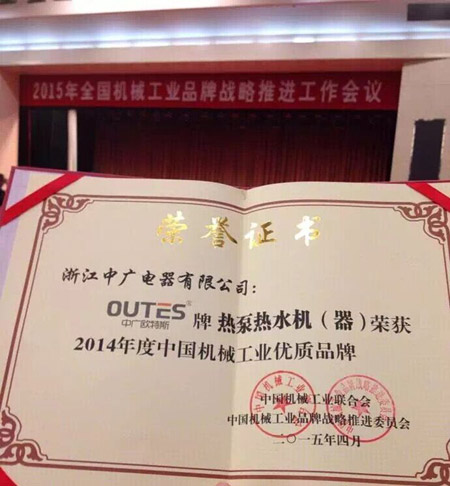 2015年全国机械工业品牌战略推进工作会议
荣誉证书
浙江中广电器有限公司：
OUTES® 牌 热泵热水机（器）荣获
中广欧特斯
2014年度中国机械工业优质品牌
中国机械工业联合会
中国机械工业品牌战略推进委员会
二〇一五年四月